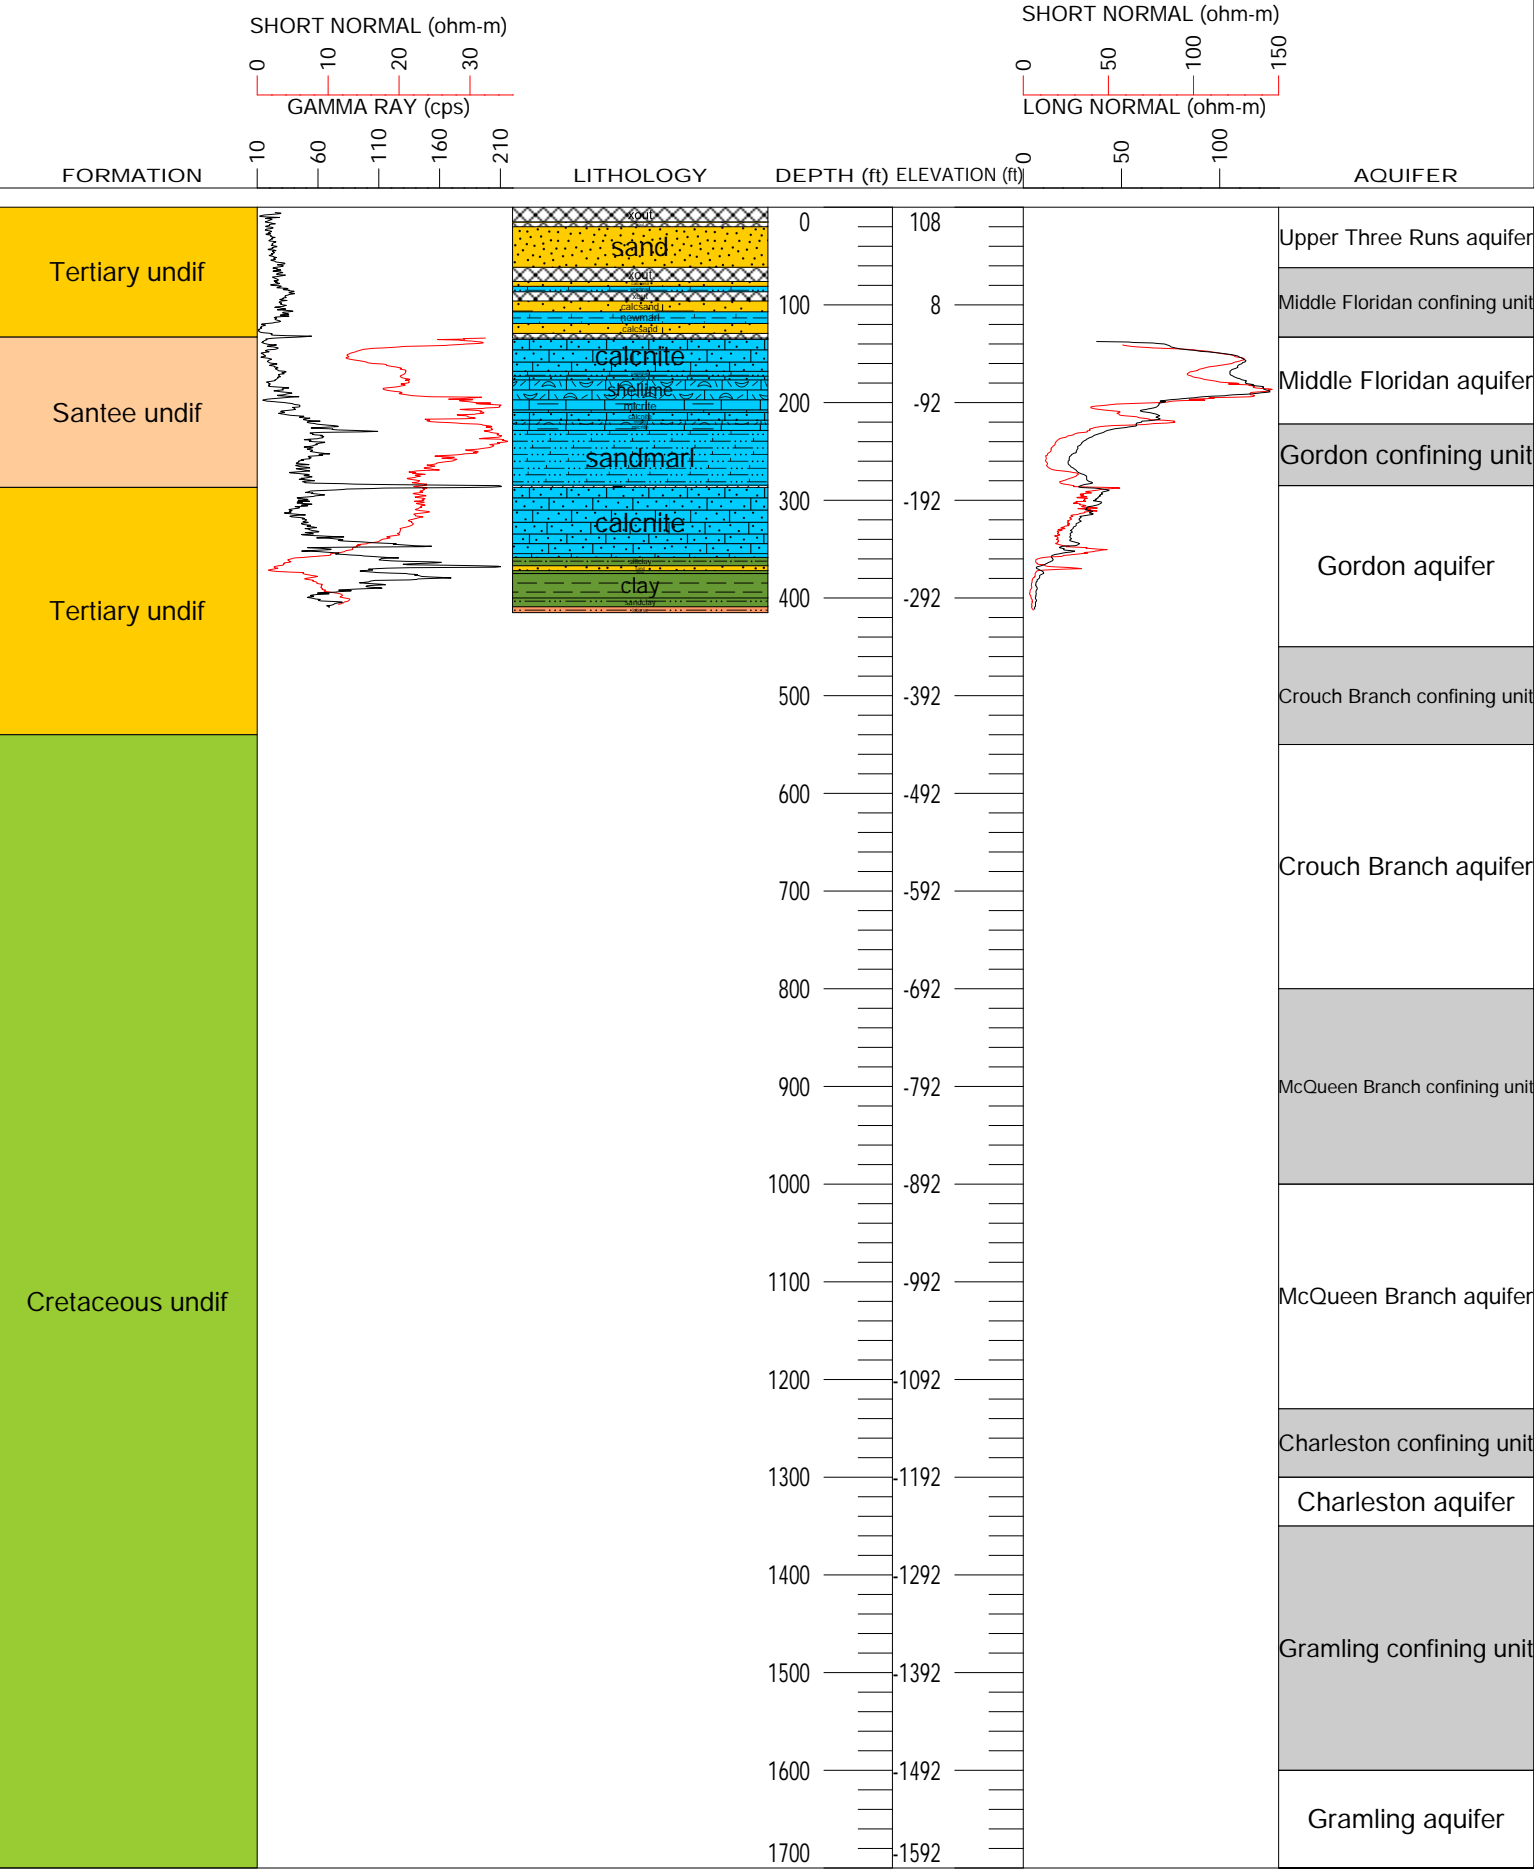 SHORT NORMAL (ohm-m)
0 10 20 30
GAMMA RAY (cps)
10 60 110 160 210
SHORT NORMAL (ohm-m)
0 50 100 150
LONG NORMAL (ohm-m)
0 50 100
FORMATION
LITHOLOGY
DEPTH (ft)
ELEVATION (ft)
AQUIFER
Tertiary undif
Santee undif
Tertiary undif
Cretaceous undif
xout
sand
xout
xout
calcsand
newmarl
calcsand
calcnite
shellime
micrite
calcnite
sandmarl
calcnite
siltclay
clay
sandclay
0 108
100 8
200 -92
300 -192
400 -292
500 -392
600 -492
700 -592
800 -692
900 -792
1000 -892
1100 -992
1200 -1092
1300 -1192
1400 -1292
1500 -1392
1600 -1492
1700 -1592
Upper Three Runs aquifer
Middle Floridan confining unit
Middle Floridan aquifer
Gordon confining unit
Gordon aquifer
Crouch Branch confining unit
Crouch Branch aquifer
McQueen Branch confining unit
McQueen Branch aquifer
Charleston confining unit
Charleston aquifer
Gramling confining unit
Gramling aquifer